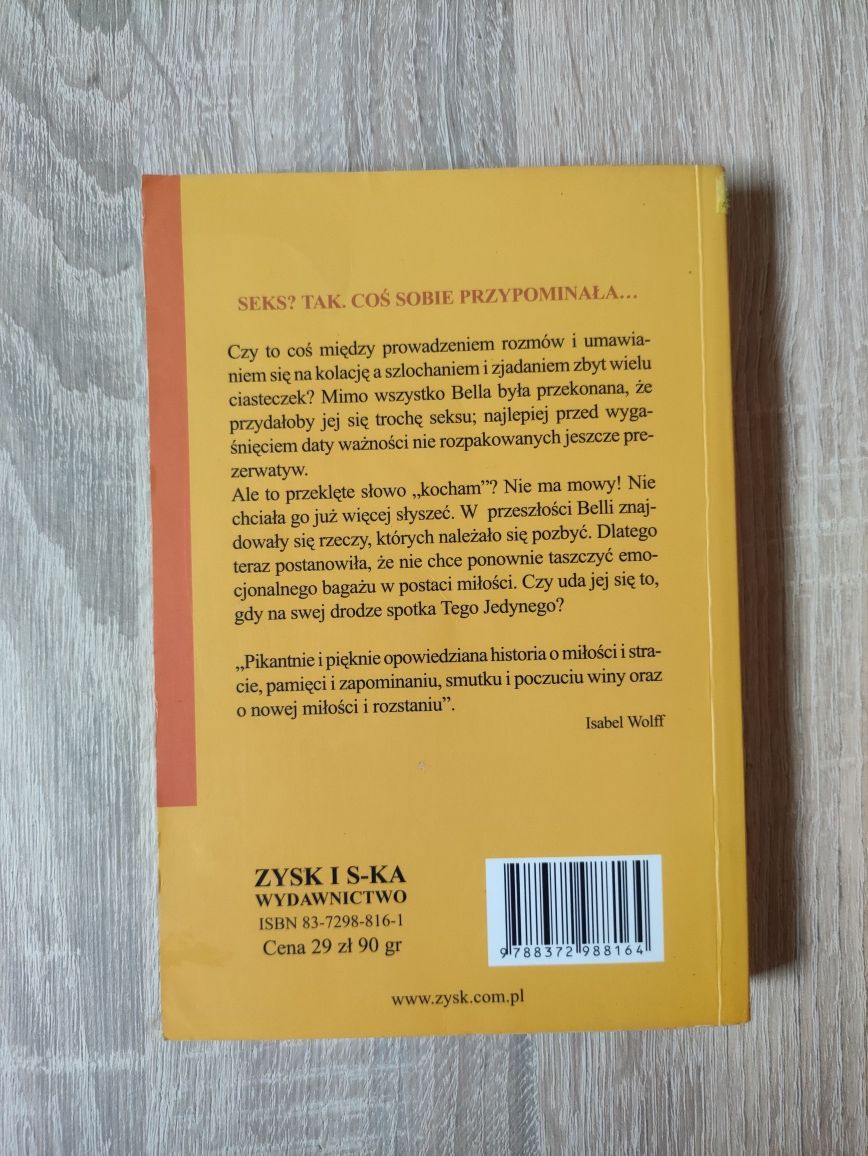 SEKS? TAK. COŚ SOBIE PRZYPOMINAŁA…
Czy to coś między prowadzeniem rozmów i umawia-
niem się na kolację a szlochaniem i zjadaniem zbyt wielu
ciasteczek? Mimo wszystko Bella była przekonana, że
przydałoby jej się trochę seksu; najlepiej przed wyga-
śnięciem daty ważności nie rozpakowanych jeszcze pre-
zerwatyw.
Ale to przeklęte słowo „kocham”? Nie ma mowy! Nie
chciała go już więcej słyszeć. W przeszłości Belli znaj-
dowały się rzeczy, których należało się pozbyć. Dlatego
teraz postanowiła, że nie chce ponownie taszczyć emo-
cjonalnego bagażu w postaci miłości. Czy uda jej się to,
gdy na swej drodze spotka Tego Jedynego?
„Pikantnie i pięknie opowiedziana historia o miłości i stra-
cie, pamięci i zapominaniu, smutku i poczuciu winy oraz
o nowej miłości i rozstaniu”.
Isabel Wolff
ZYSK I S-KA
WYDAWNICTWO
ISBN 83-7298-816-1
Cena 29 zł 90 gr
9 788372 988164
www.zysk.com.pl